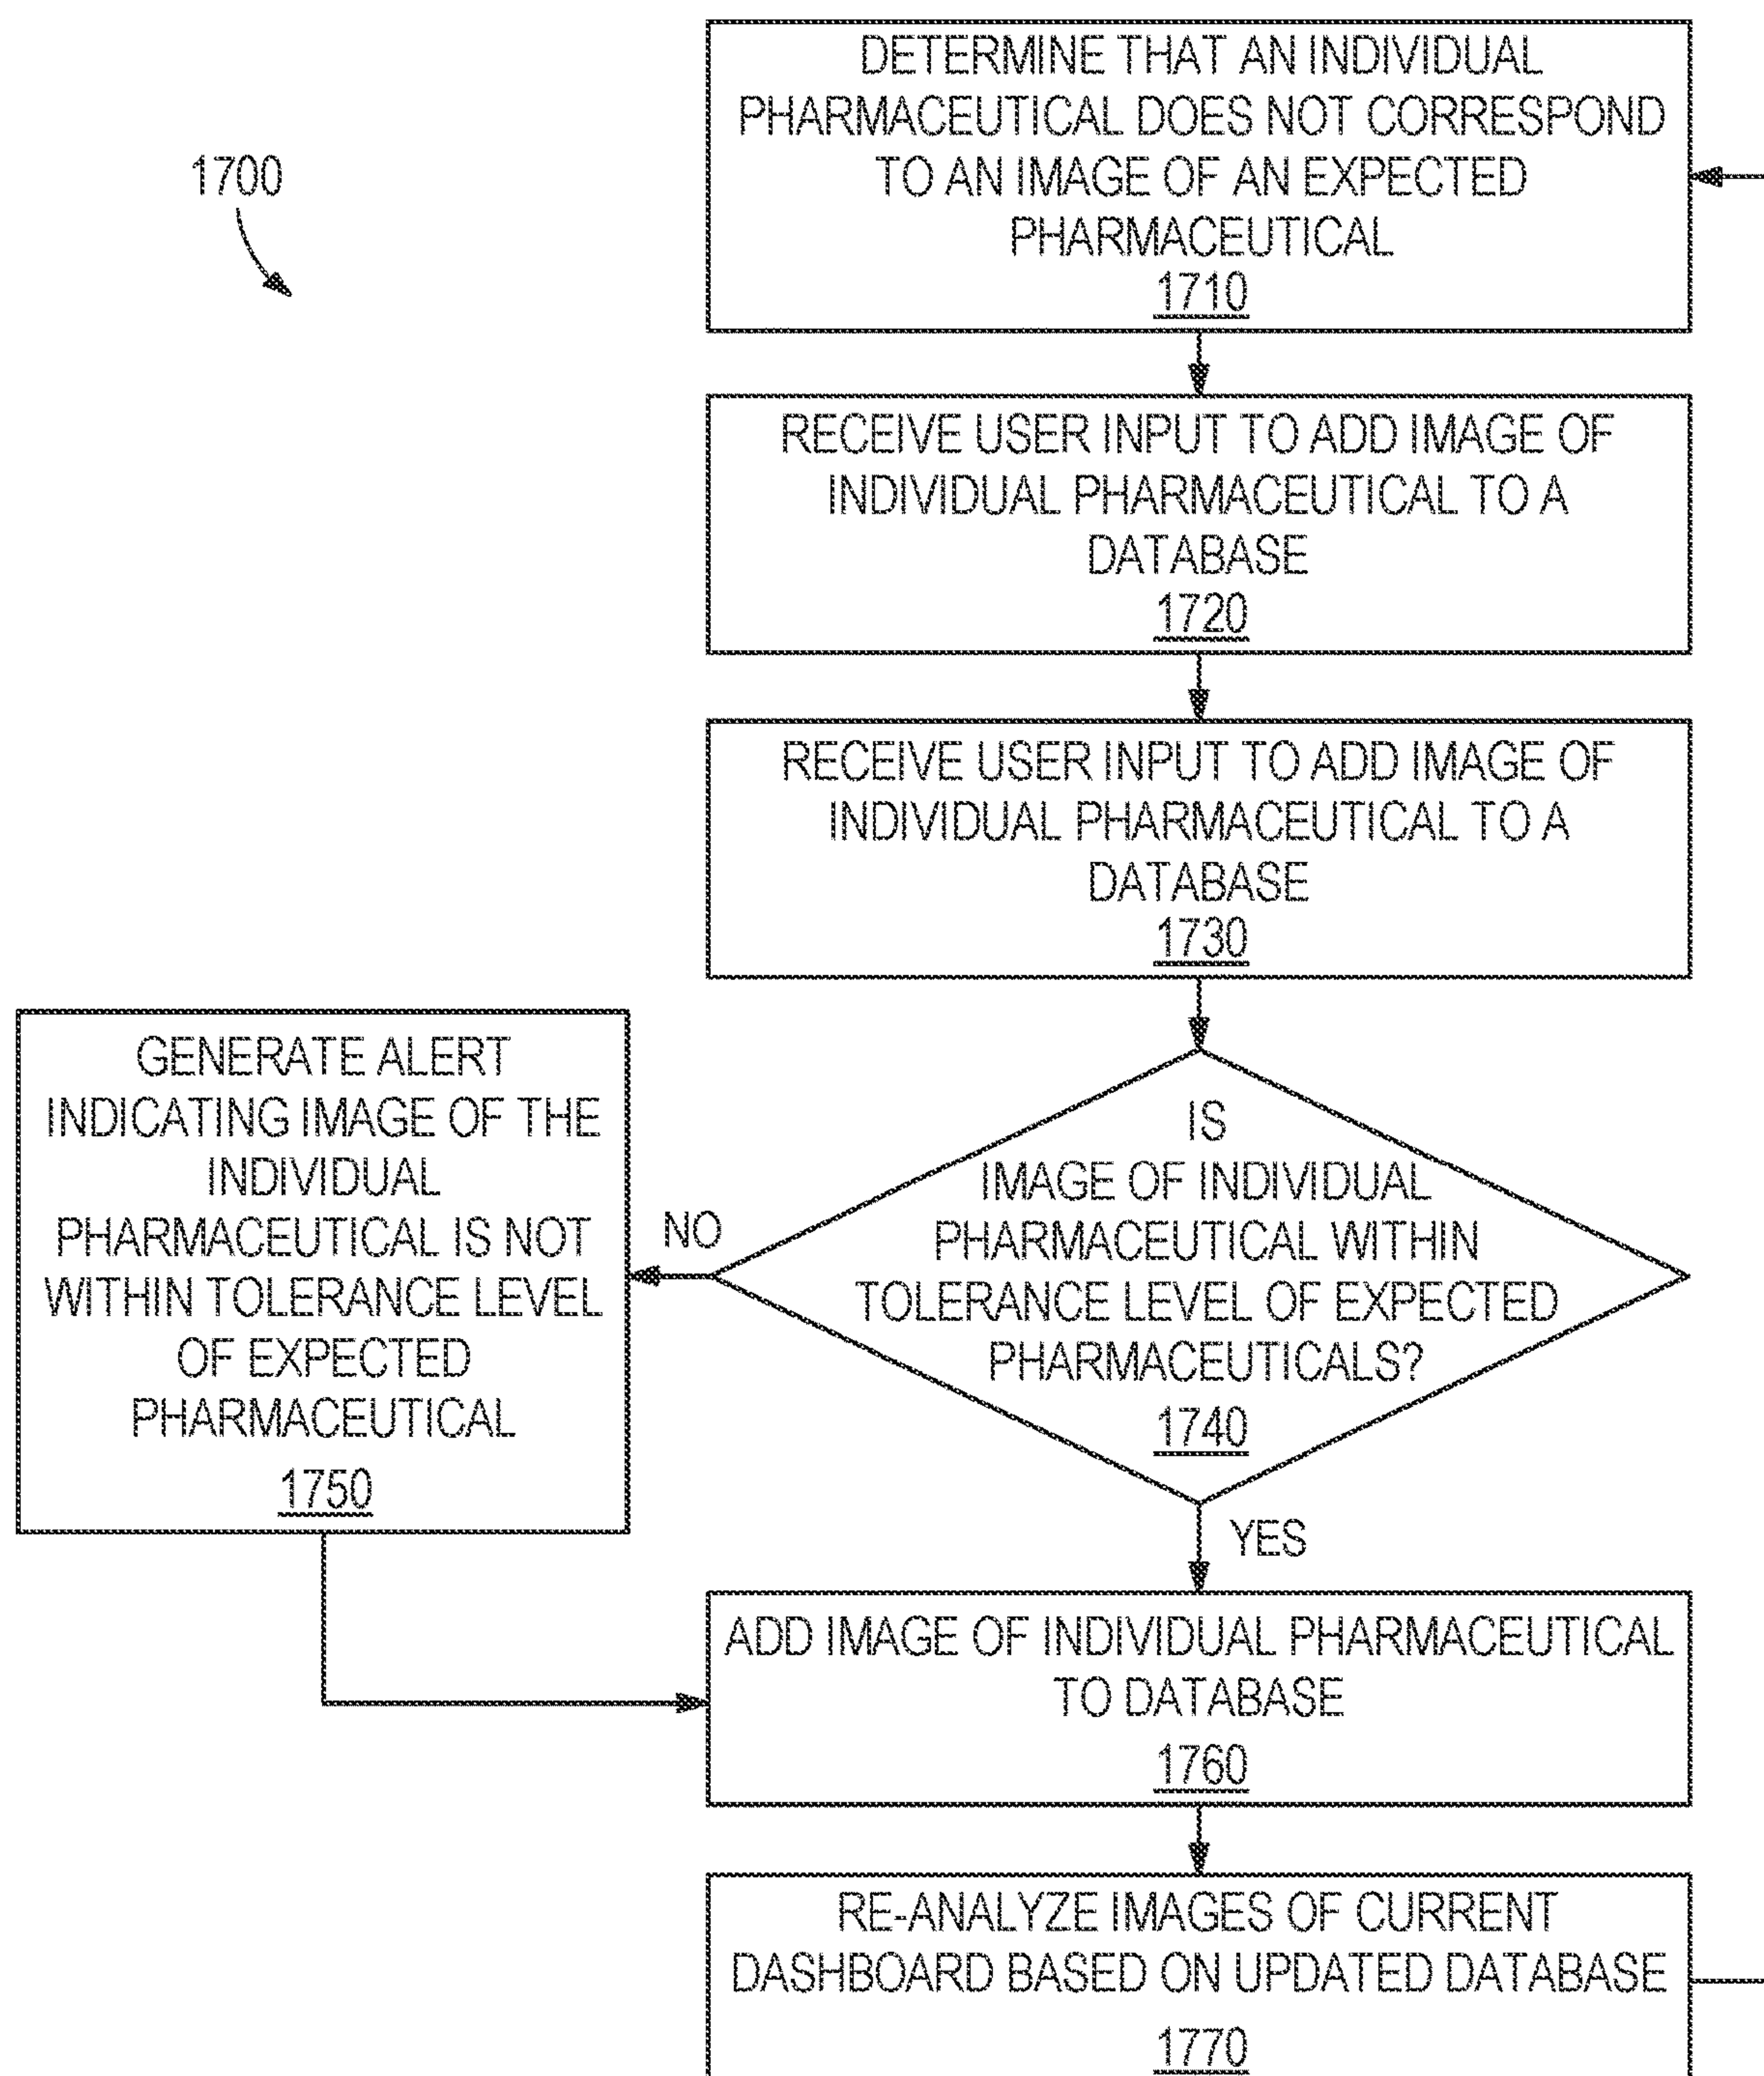 1700
DETERMINE THAT AN INDIVIDUAL
PHARMACEUTICAL DOES NOT CORRESPOND
TO AN IMAGE OF AN EXPECTED
PHARMACEUTICAL
1710
RECEIVE USER INPUT TO ADD IMAGE OF
INDIVIDUAL PHARMACEUTICAL TO A
DATABASE
1720
RECEIVE USER INPUT TO ADD IMAGE OF
INDIVIDUAL PHARMACEUTICAL TO A
DATABASE
1730
IS
IMAGE OF INDIVIDUAL
PHARMACEUTICAL WITHIN
TOLERANCE LEVEL OF EXPECTED
PHARMACEUTICALS?
1740
NO
GENERATE ALERT
INDICATING IMAGE OF THE
INDIVIDUAL
PHARMACEUTICAL IS NOT
WITHIN TOLERANCE LEVEL
OF EXPECTED
PHARMACEUTICAL
1750
YES
ADD IMAGE OF INDIVIDUAL PHARMACEUTICAL
TO DATABASE
1760
RE-ANALYZE IMAGES OF CURRENT
DASHBOARD BASED ON UPDATED DATABASE
1770